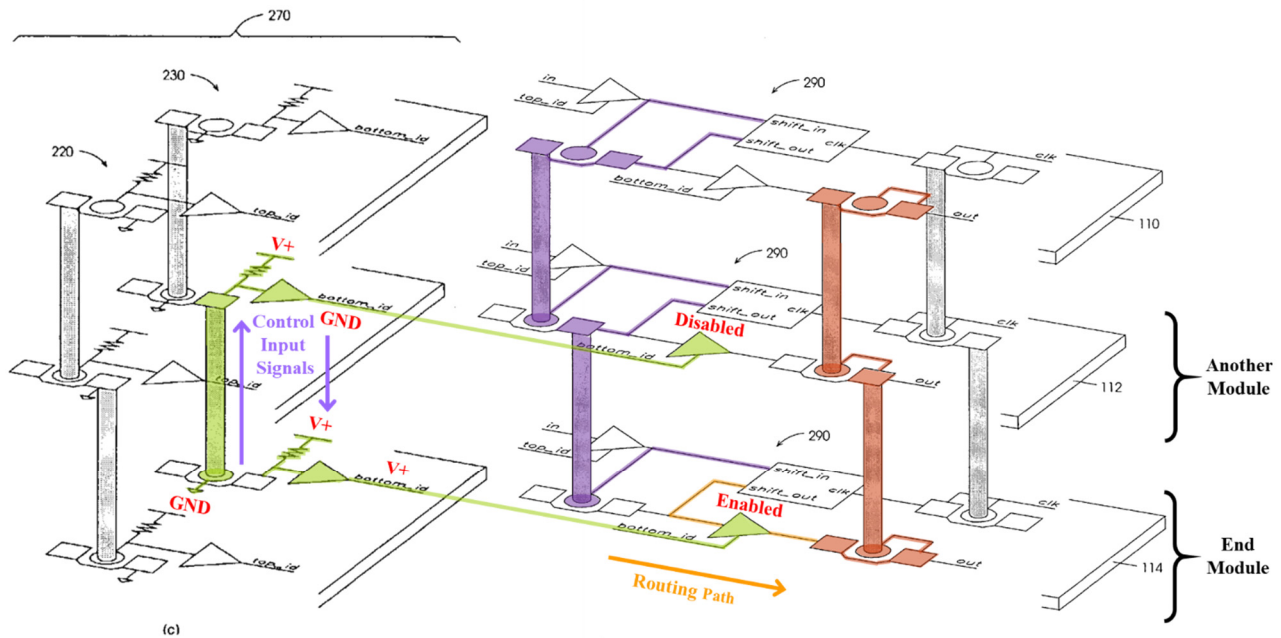 270
230
in
top_id
290
shift_in
shift_out
clk
clk
bottom_id
220
bottom_id
out
110
top_id
V+
in
top_id
290
shift_in
shift_out
clk
clk
bottom_id
GND
Control
Input
Signals
Disabled
bottom_id
out
112
Another
Module
top_id
V+
in
top_id
290
shift_in
shift_out
clk
clk
V+
bottom_id
GND
Enabled
bottom_id
out
114
End
Module
top_id
Routing Path
(c)